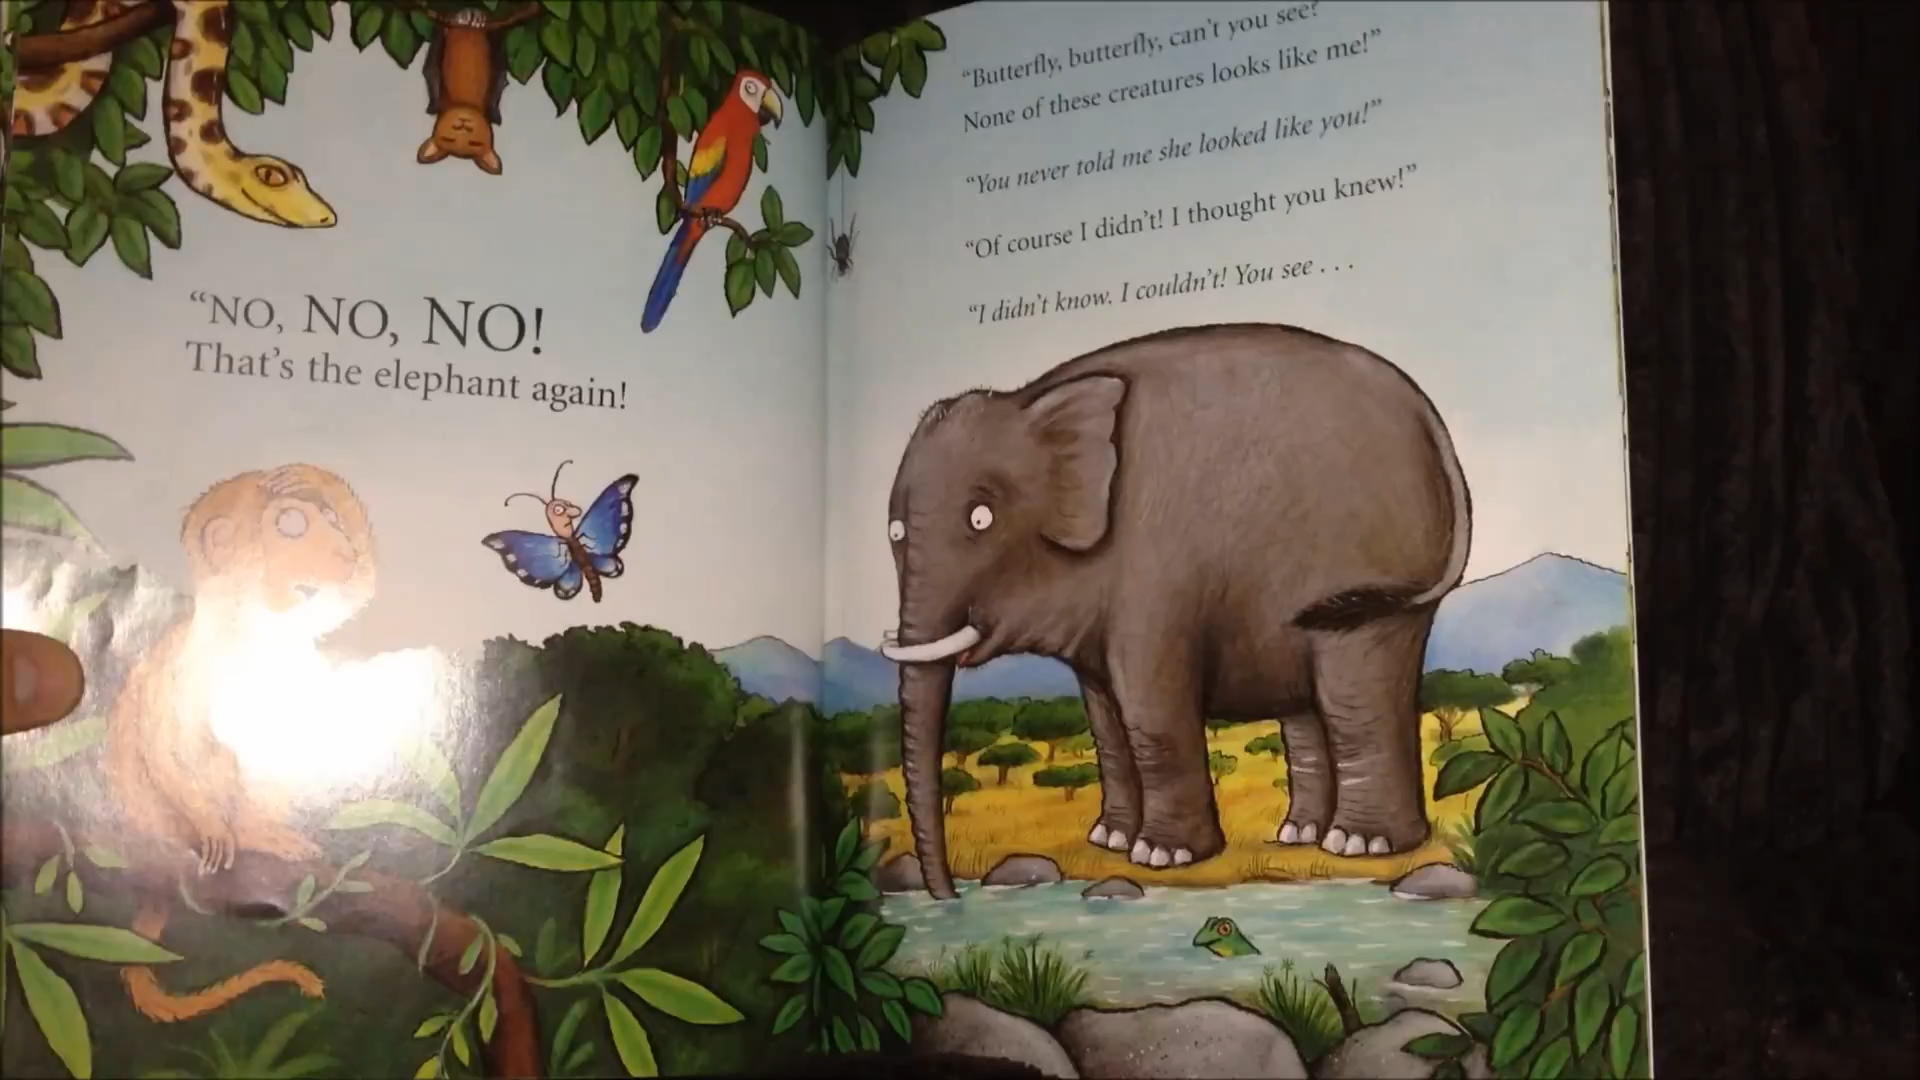 “NO, NO, NO!
That’s the elephant again!
“Butterfly, butterfly, can’t you see?
None of these creatures looks like me!”
“You never told me she looked like you!”
“Of course I didn’t! I thought you knew!”
“I didn’t know. I couldn’t! You see . . .